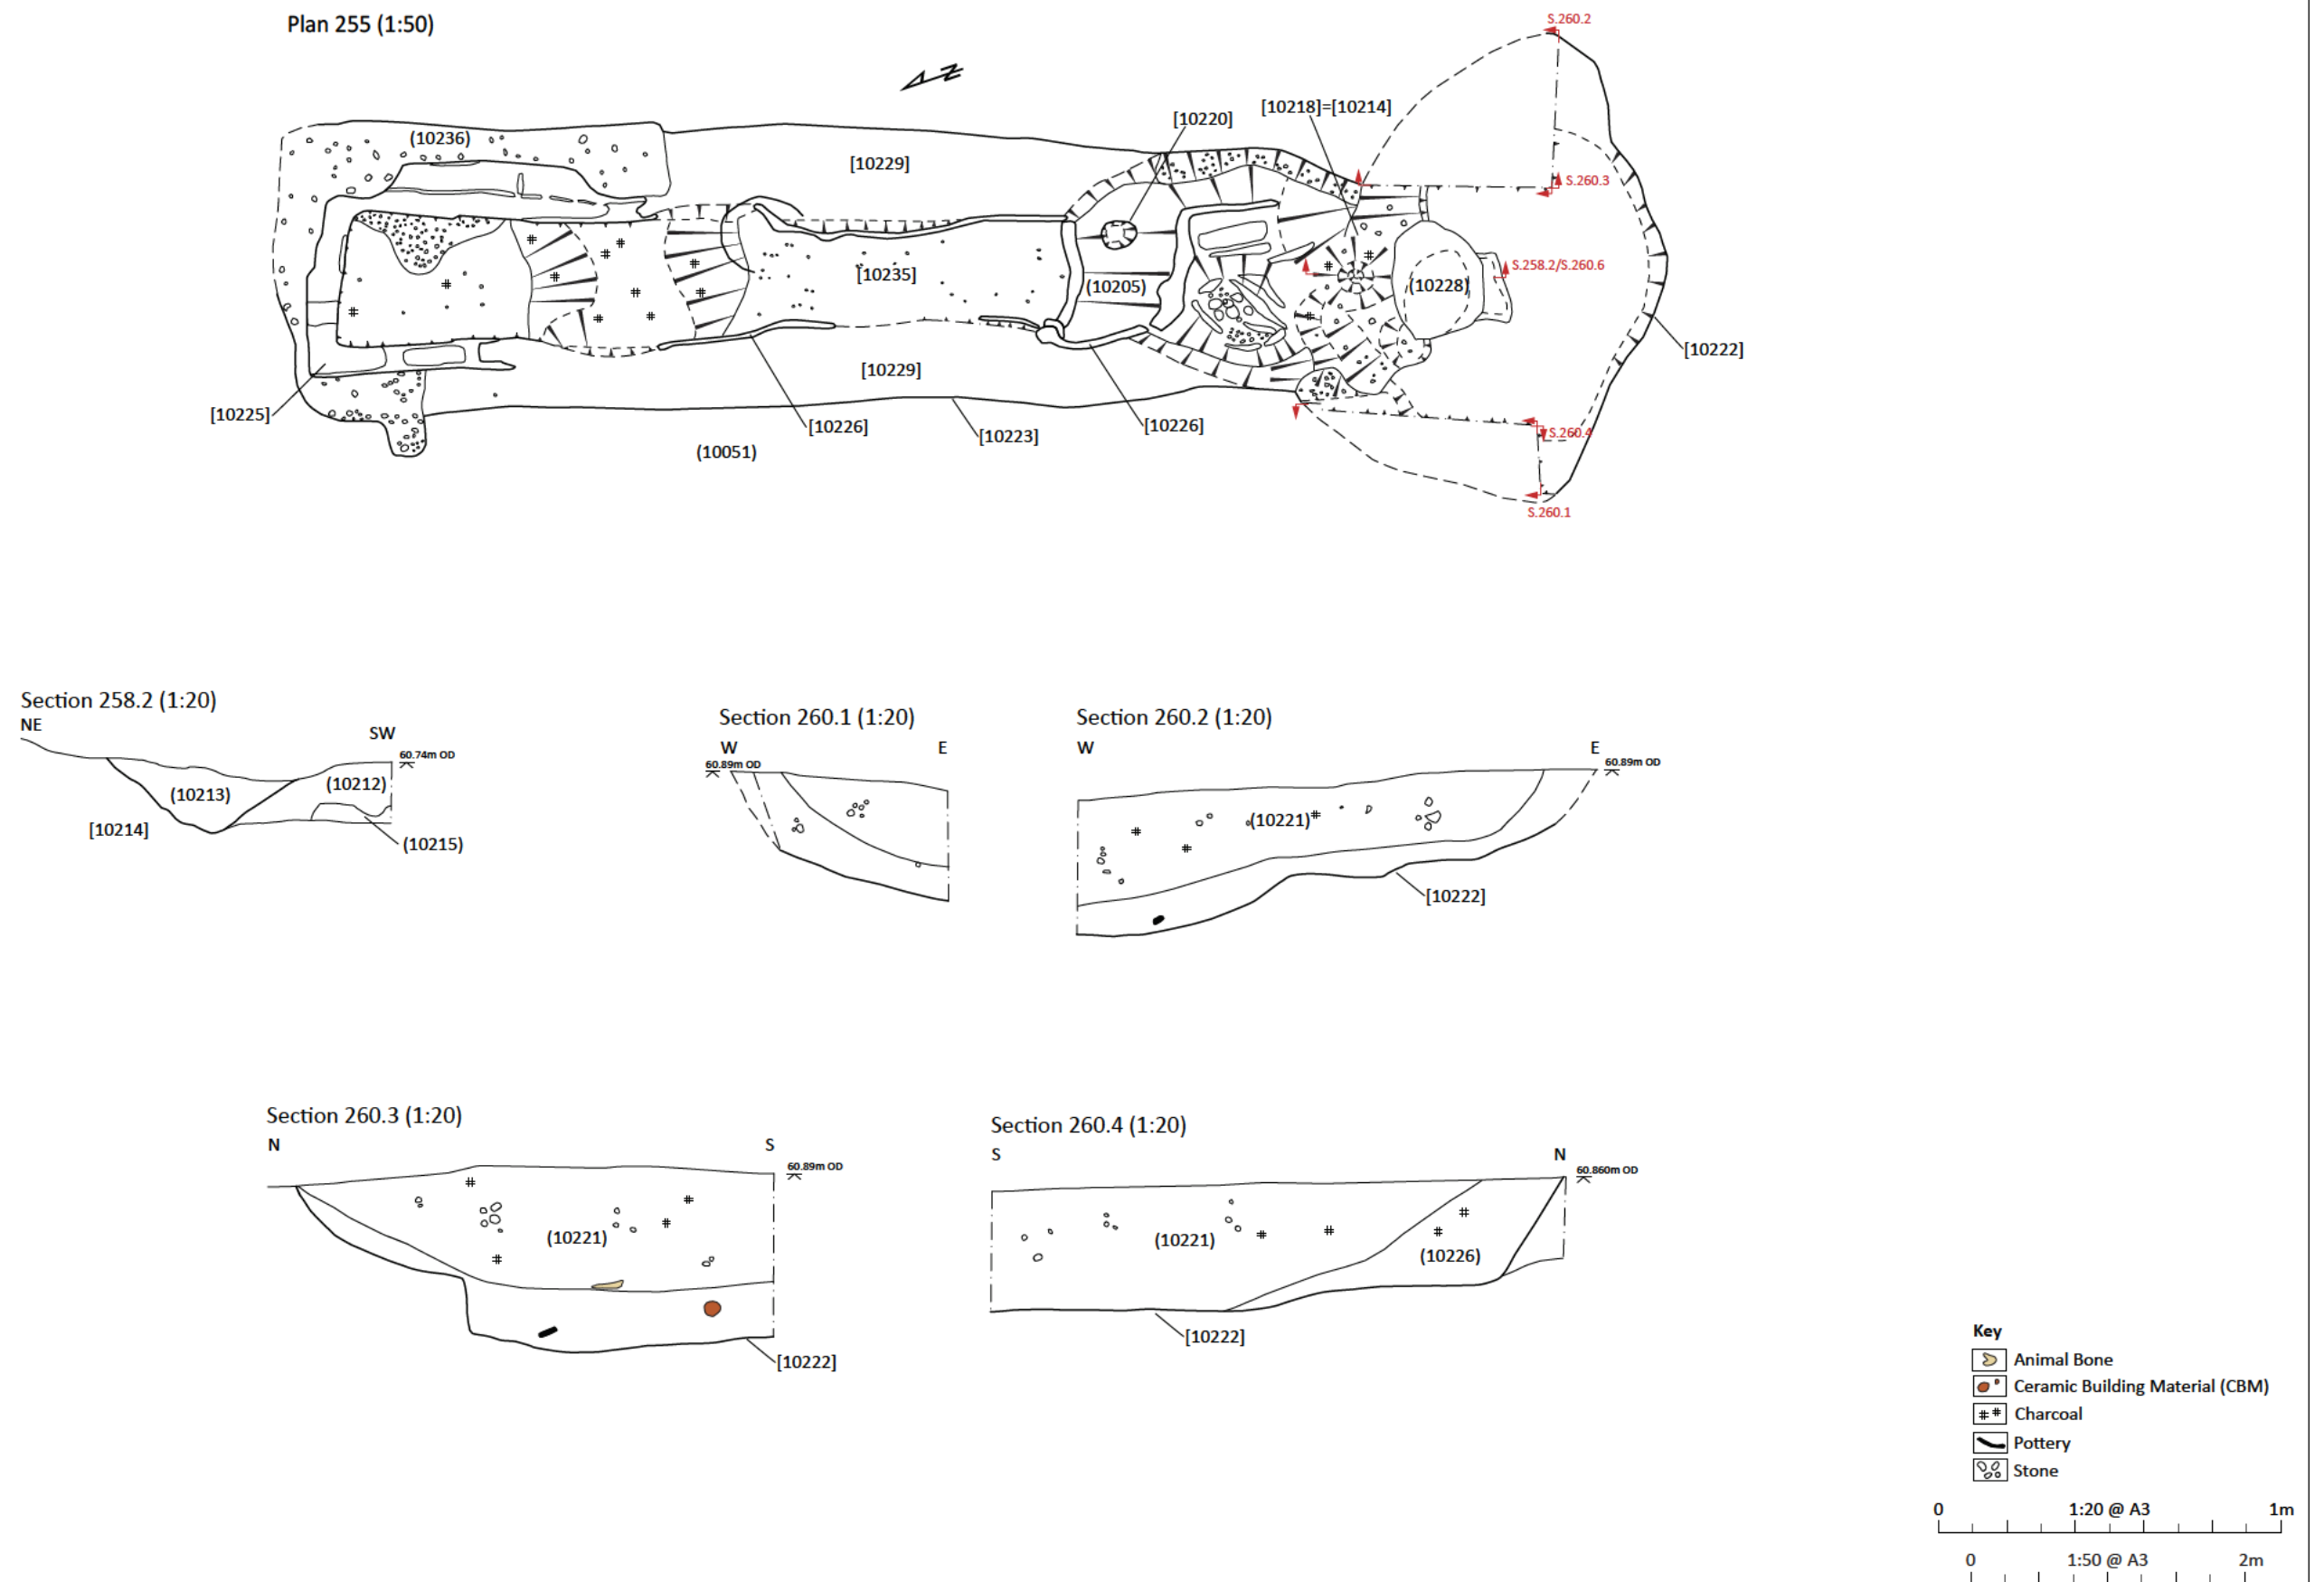 Plan 255 (1:50)
S.260.2
N
[10218]=[10214]
[10220]
(10236)
[10229]
S.260.3
S.258.2/S.260.6
[10235]
(10205)
(10228)
[10222]
[10229]
[10225]
[10226]
[10223]
[10226]
S.260.4
(10051)
S.260.1
Section 258.2 (1:20)
NE
SW
60.74m OD
(10213)
(10212)
[10214]
(10215)
Section 260.1 (1:20)
W
E
60.89m OD
Section 260.2 (1:20)
W
E
60.89m OD
(10221)
[10222]
Section 260.3 (1:20)
N
S
60.89m OD
(10221)
[10222]
Section 260.4 (1:20)
S
N
60.860m OD
(10221)
(10226)
[10222]
Key
Animal Bone
Ceramic Building Material (CBM)
Charcoal
Pottery
Stone
0 1:20 @ A3 1m
0 1:50 @ A3 2m